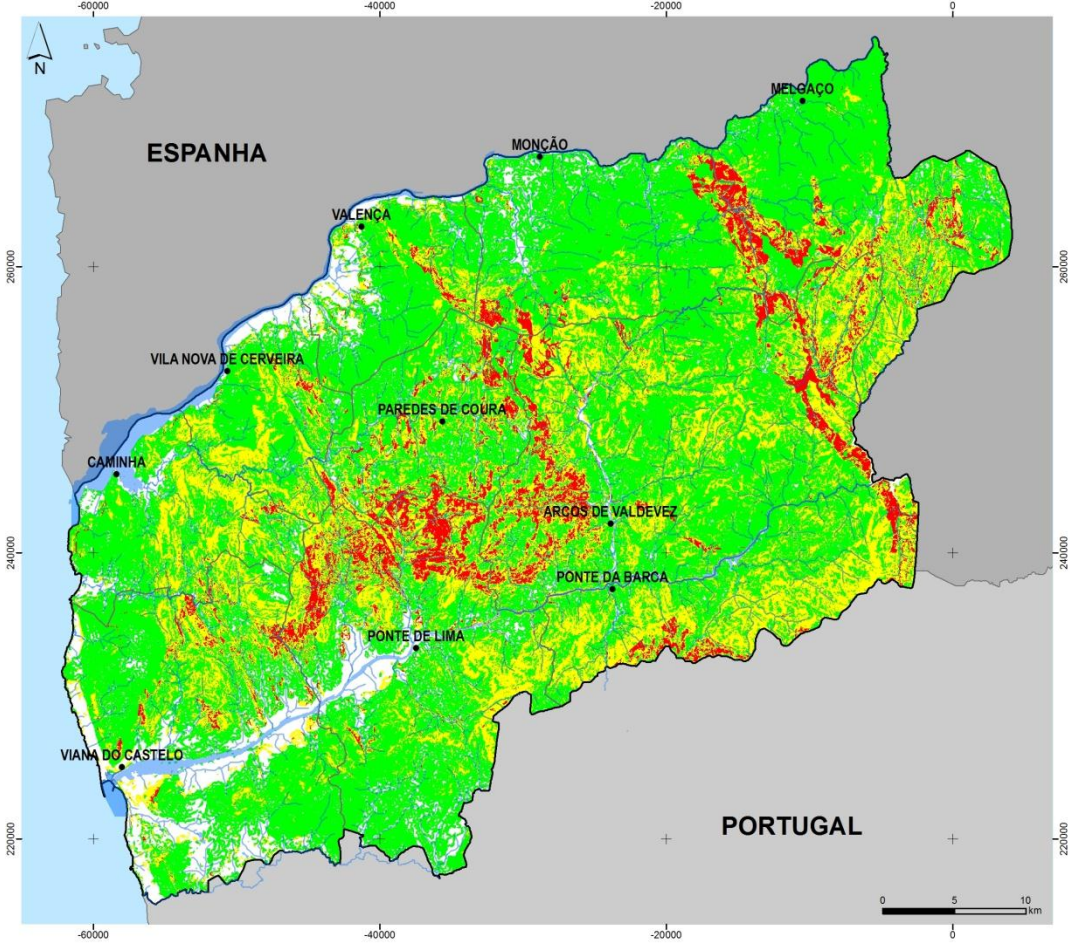 -60000
-40000
-20000
0
N
MELGAÇO
ESPANHA
MONÇÃO
VALENÇA
260000
260000
VILA NOVA DE CERVEIRA
PAREDES DE COURA
CAMINHA
ARCOS DE VALDEVEZ
240000
240000
PONTE DA BARCA
PONTE DE LIMA
VIANA DO CASTELO
PORTUGAL
220000
220000
0
5
10
km
-60000
-40000
-20000
0